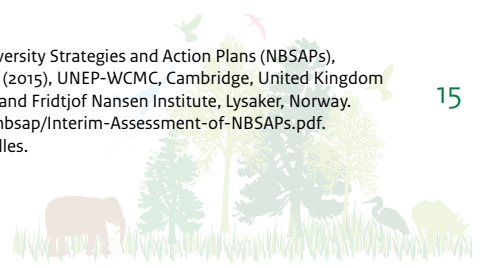 versity Strategies and Action Plans (NBSAPs),
(2015), UNEP-WCMC, Cambridge, United Kingdom
and Fridtjof Nansen Institute, Lysaker, Norway.
nbsap/Interim-Assessment-of-NBSAPs.pdf.
lles.
15